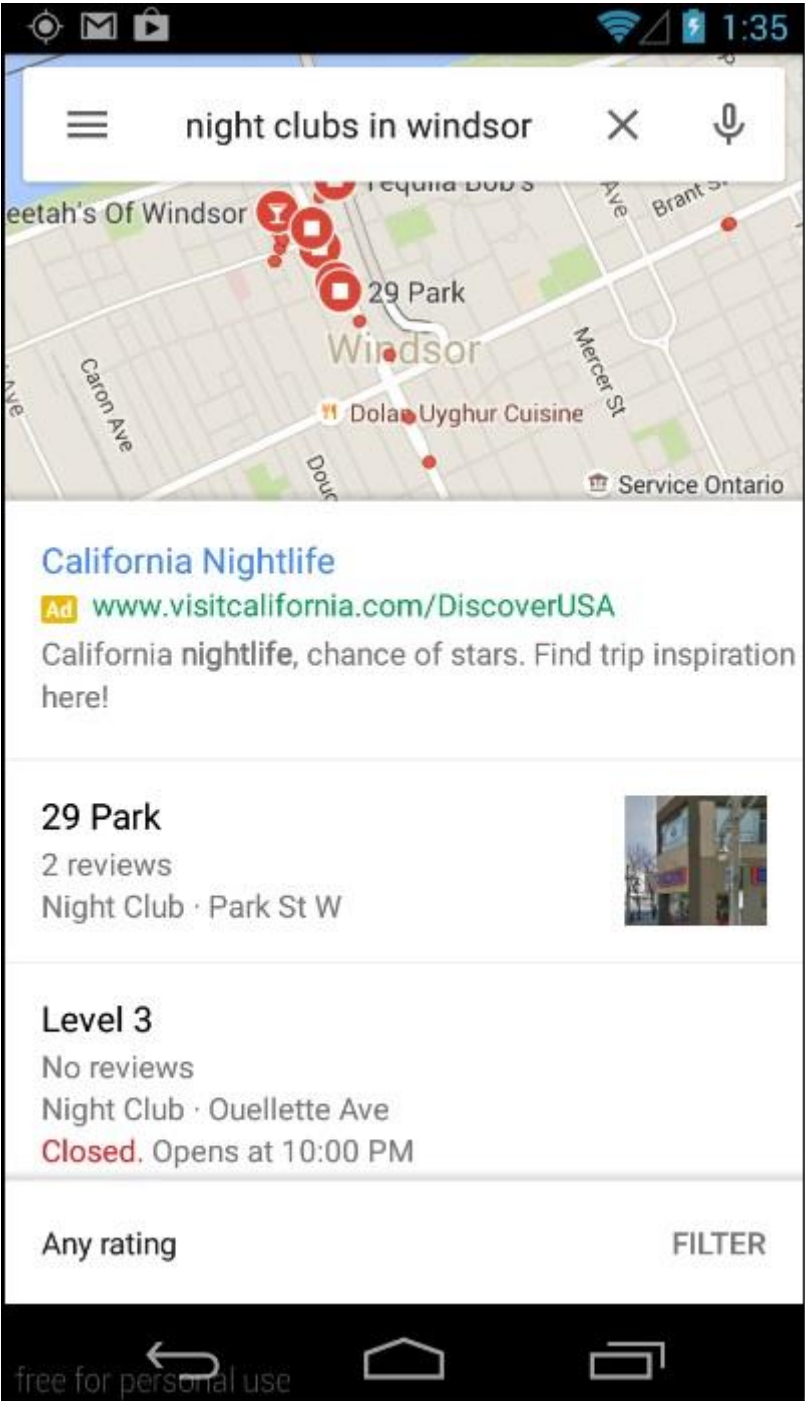 1:35
night clubs in windsor
Tequila Bob's
eetah's Of Windsor
Ave
Brant S
29 Park
Windsor
Mercer St
Caron Ave
Ave
Dolan Uyghur Cuisine
Douc
Service Ontario
California Nightlife
Ad www.visitcalifornia.com/DiscoverUSA
California nightlife, chance of stars. Find trip inspiration
here!
29 Park
2 reviews
Night Club · Park St W
Level 3
No reviews
Night Club · Ouellette Ave
Closed. Opens at 10:00 PM
Any rating
FILTER
free for personal use